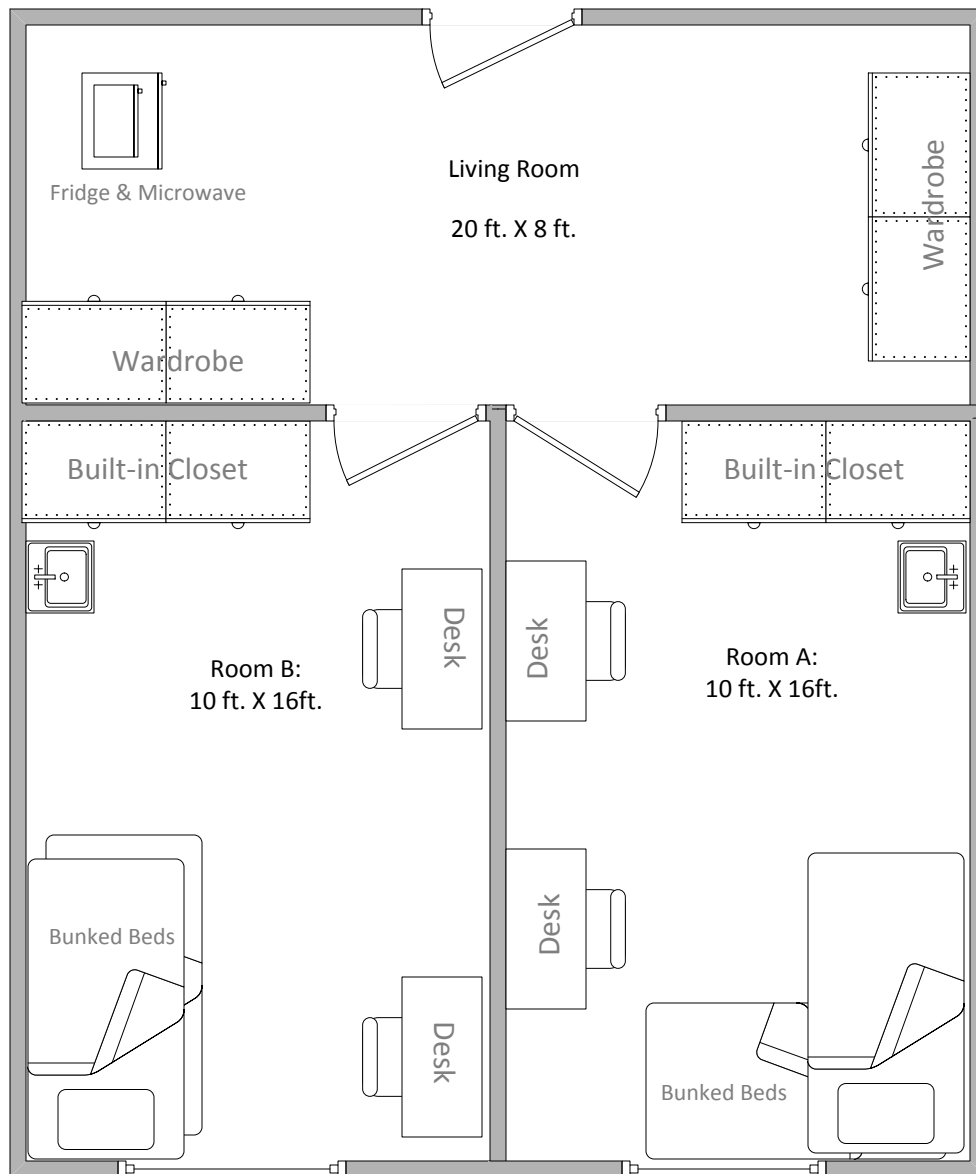 Living Room
20 ft. X 8 ft.
Fridge & Microwave
Wardrobe
Wardrobe
Built-in Closet
Built-in Closet
Desk
Desk
Room B:
10 ft. X 16ft.
Room A:
10 ft. X 16ft.
Desk
Bunked Beds
Desk
Bunked Beds